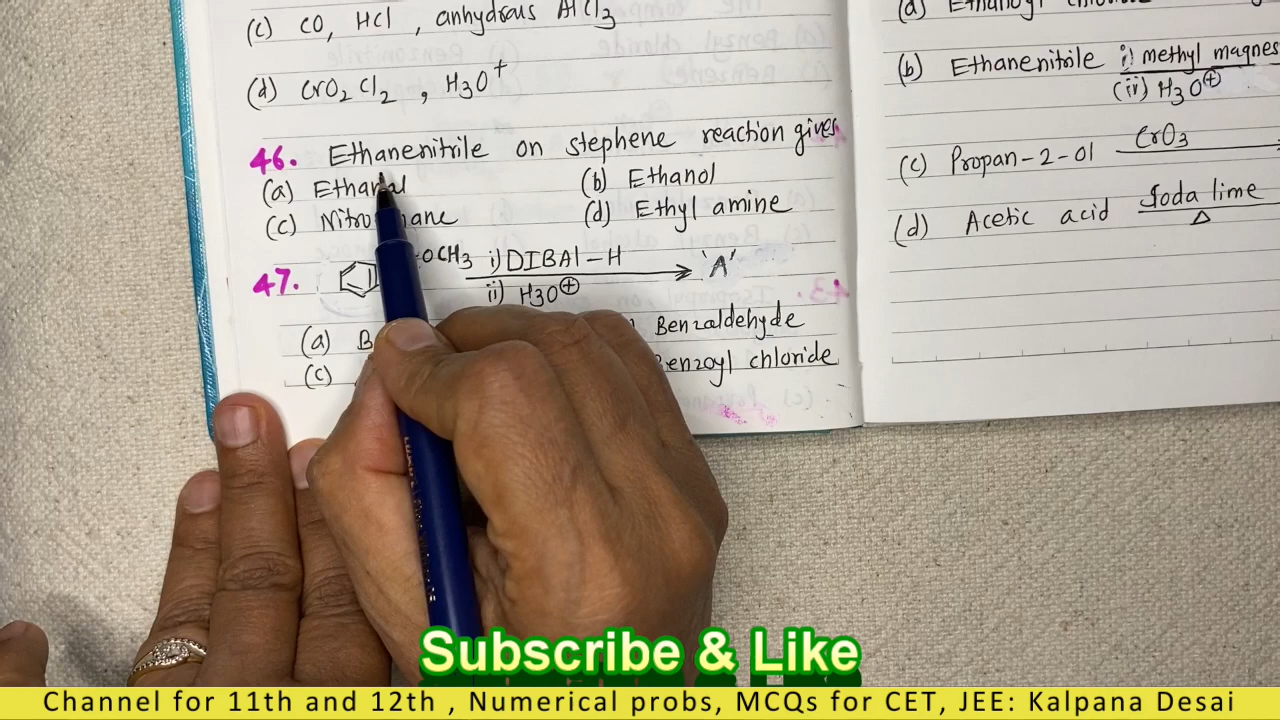 (c) CO, HCl , anhydrous AlCl3
(d) CrO2Cl2 , H3O+
46. Ethanenitrile on stephene reaction gives
(a) Ethanal (b) Ethanol
(c) (d) Ethyl amine
47. OCH3 i) DIBAl-H 'A'
ii) H3O⊕
(a) Benzaldehyde
(c) Benzoyl chloride
(a)
(b) Ethanenitrile i) methyl
(ii) H3O⊕
(c) Propan-2-ol CrO3
(d) Acetic acid Soda lime
Δ
Subscribe & Like
Channel for 11th and 12th , Numerical probs, MCQs for CET, JEE: Kalpana Desai